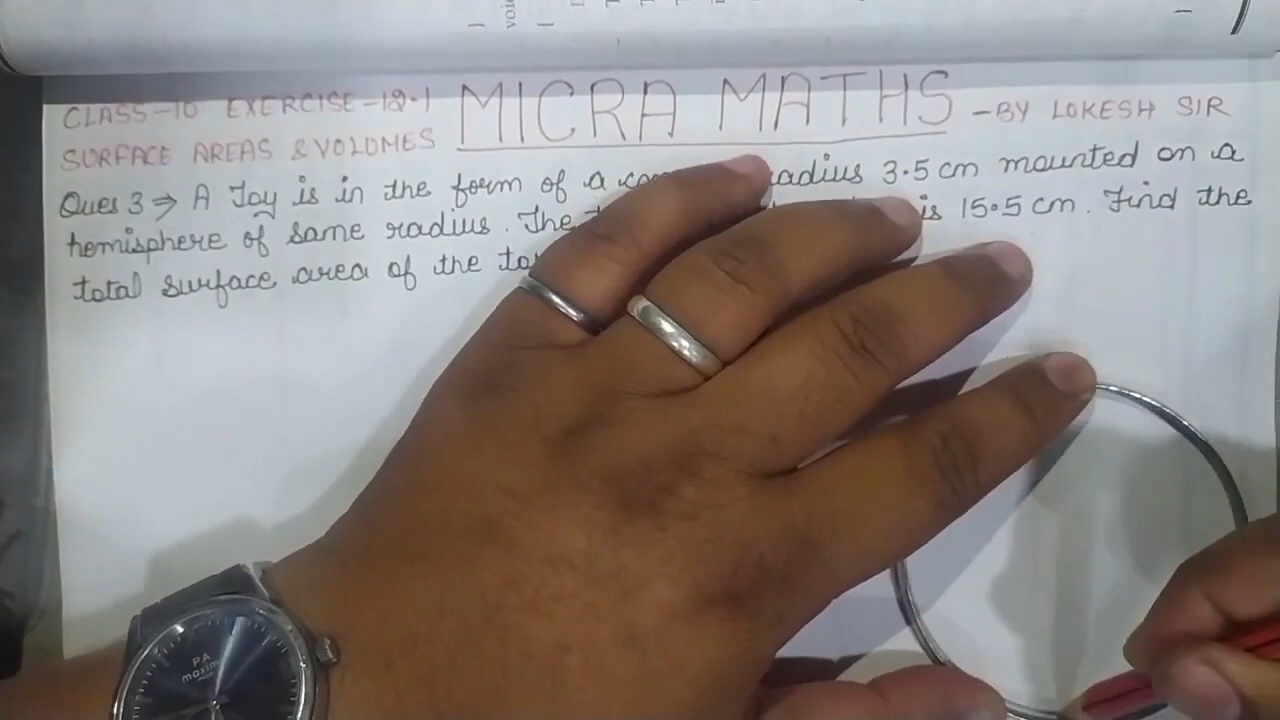 CLASS-10 EXERCISE-12.1 MICRA MATHS -BY LOKESH SIR
SURFACE AREAS & VOLUMES
Ques 3⇒ A Toy is in the form of a radius 3.5 cm mounted on a
hemisphere of same radius. The is 15.5 cm. Find the
total surface area of the
PA
maxima